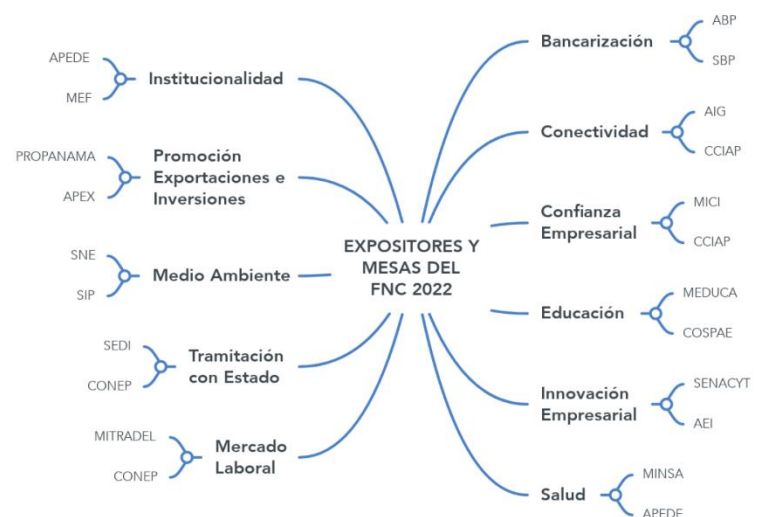 EXPOSITORES Y
MESAS DEL
FNC 2022
APEDE
MEF
Institucionalidad
PROPANAMA
APEX
Promoción
Exportaciones e
Inversiones
SNE
SIP
Medio Ambiente
SEDI
CONEP
Tramitación
con Estado
MITRADEL
CONEP
Mercado
Laboral
Bancarización
ABP
SBP
Conectividad
AIG
CCIAP
Confianza
Empresarial
MICI
CCIAP
Educación
MEDUCA
COSPAE
Innovación
Empresarial
SENACYT
AEI
Salud
MINSA
APEDE